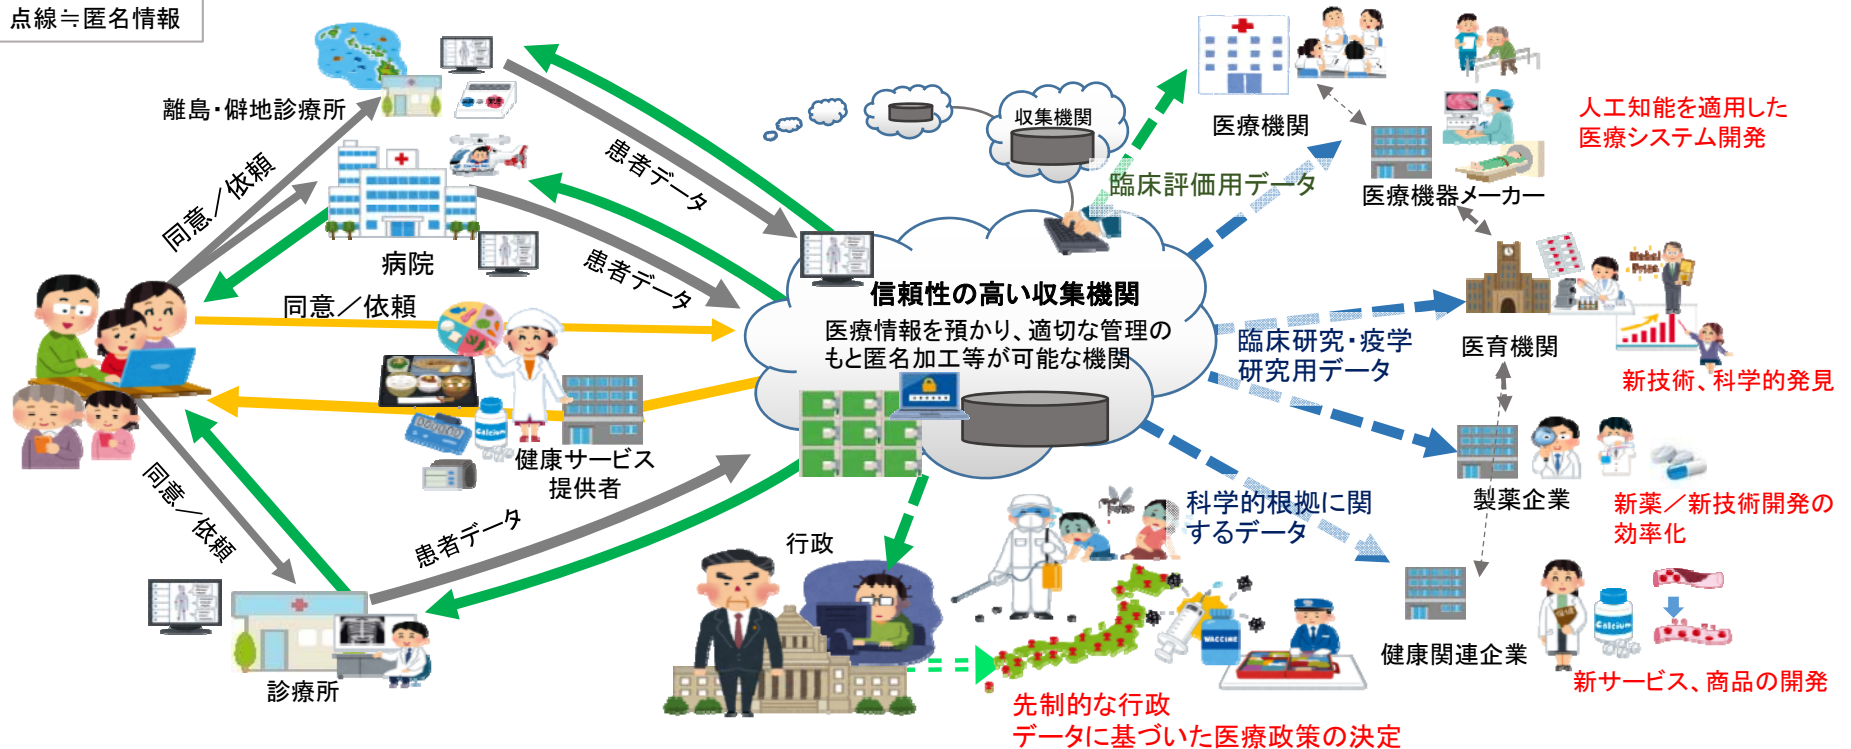 点線≒匿名情報
離島・僻地診療所
同意／依頼
患者データ
病院
患者データ
同意／依頼
健康サービス
提供者
同意／依頼
患者データ
診療所
収集機関
信頼性の高い収集機関
医療情報を預かり、適切な管理の
もと匿名加工等が可能な機関
臨床評価用データ
医療機関
医療機器メーカー
人工知能を適用した
医療システム開発
臨床研究・疫学
研究用データ
医育機関
Nobel
Prize
新技術、科学的発見
製薬企業
新薬／新技術開発の
効率化
科学的根拠に関
するデータ
健康関連企業
Calcium
新サービス、商品の開発
行政
VACCINE
先制的な行政
データに基づいた医療政策の決定
Calcium